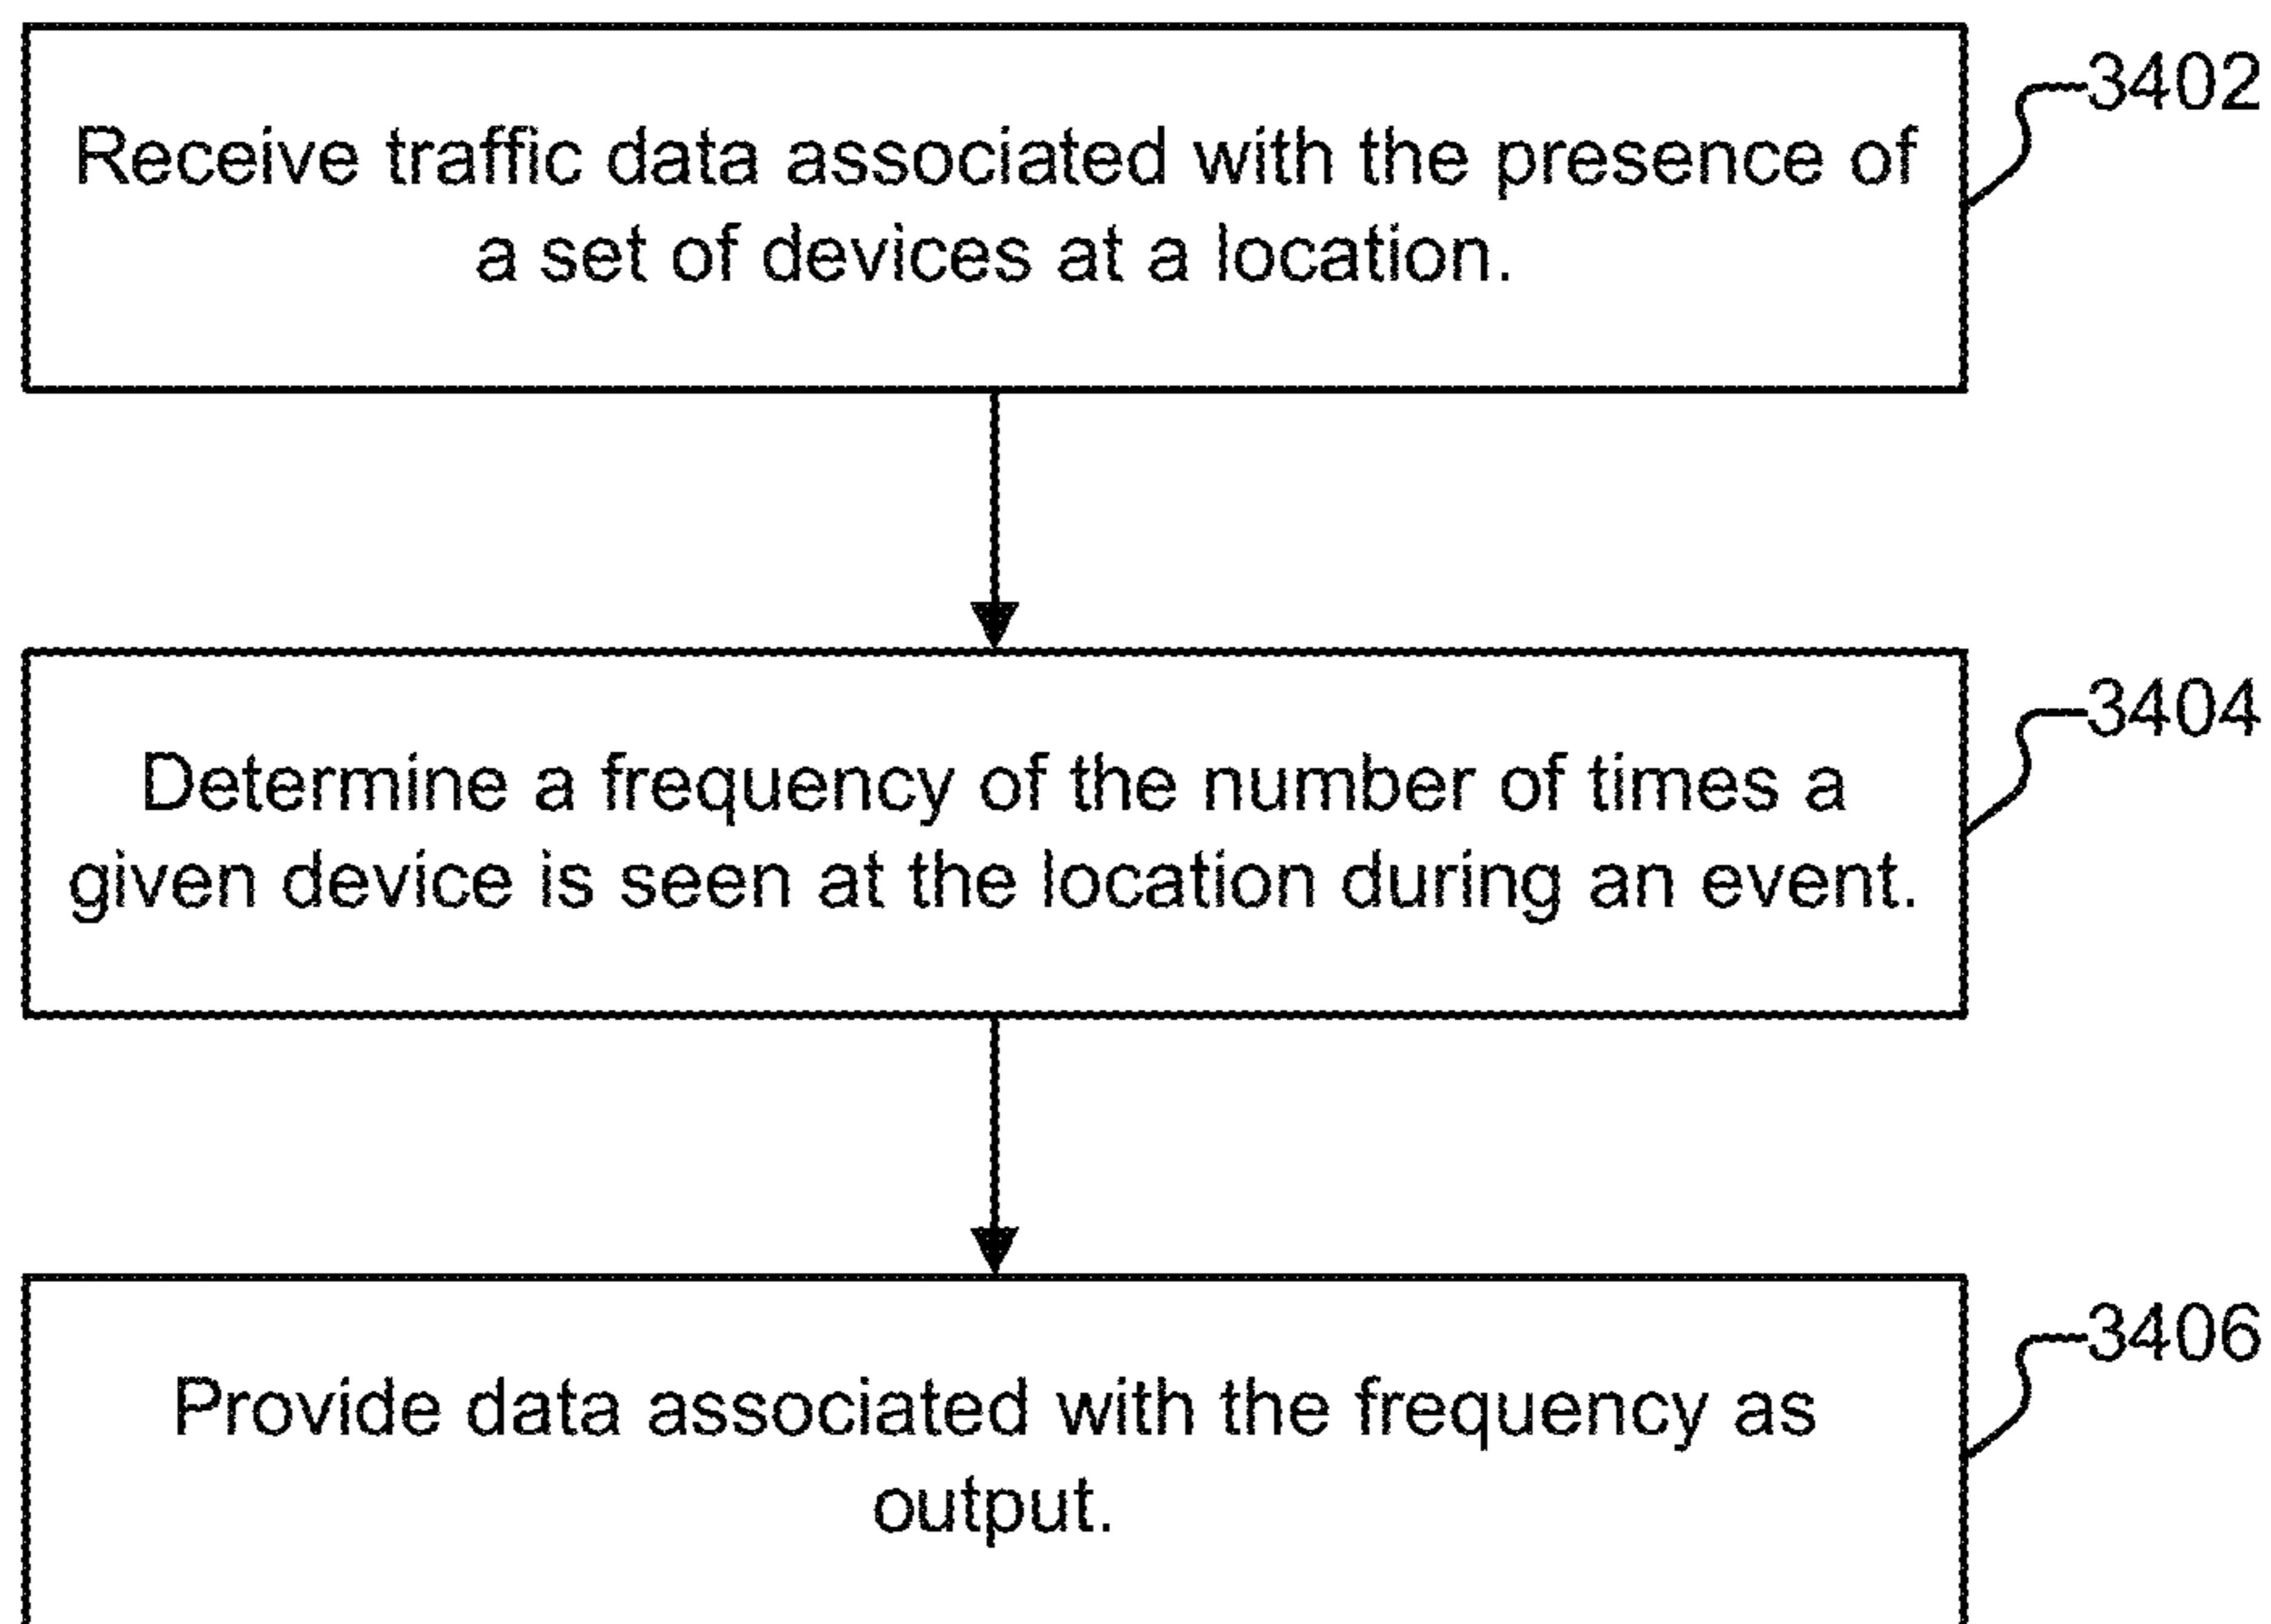 3402
Receive traffic data associated with the presence of
a set of devices at a location.
3404
Determine a frequency of the number of times a
given device is seen at the location during an event.
3406
Provide data associated with the frequency as
output.